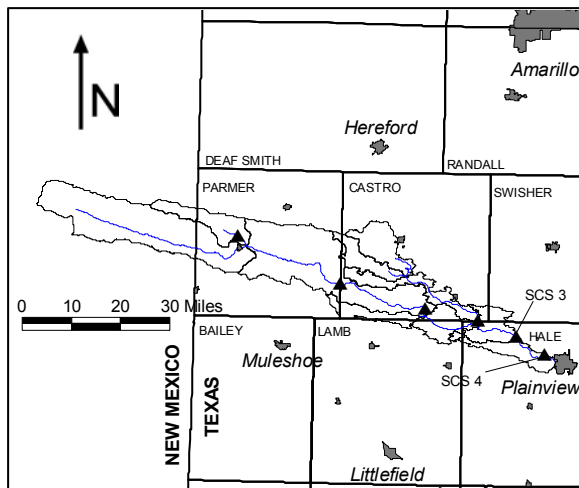 Amarillo
N
Hereford
DEAF SMITH
RANDALL
PARMER
CASTRO
SWISHER
0 10 20 30 Miles
SCS 3
BAILEY
LAMB
HALE
Muleshoe
SCS 4
Plainview
NEW MEXICO
TEXAS
Littlefield